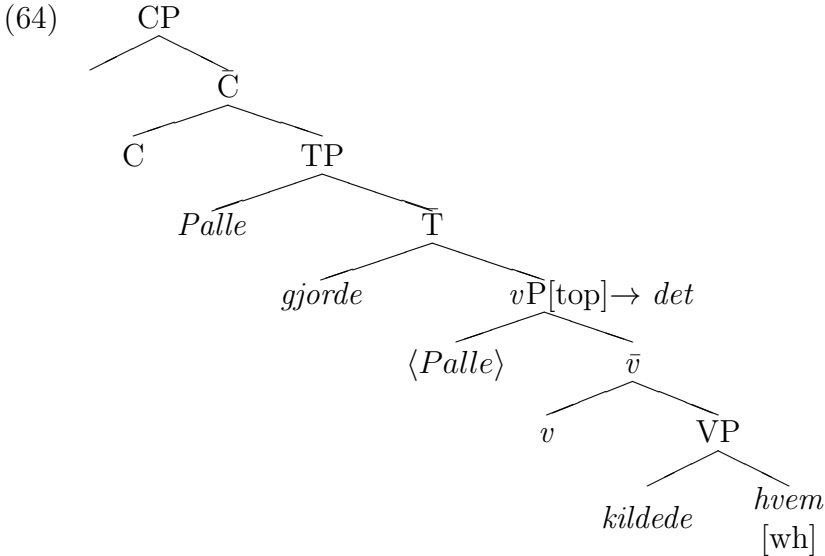 (64) CP
C̄
C TP
Palle T̄
gjorde vP[top]→ det
⟨Palle⟩ v̄
v VP
kildede hvem
[wh]